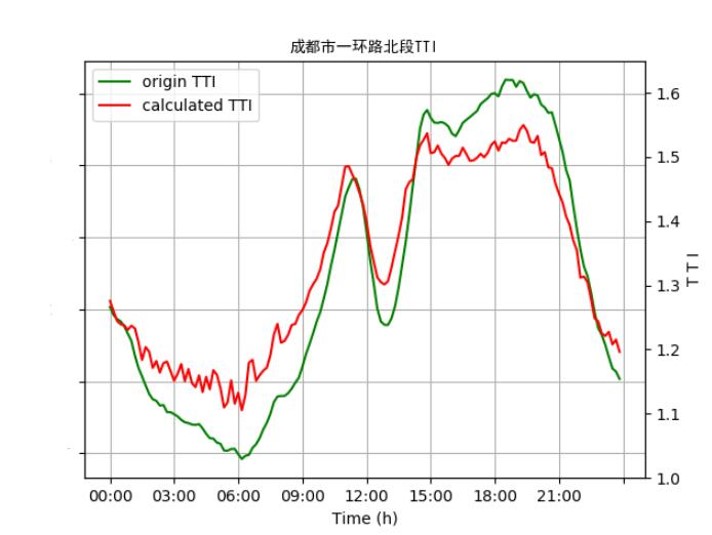 成都市一环路北段TTI
origin TTI
calculated TTI
1.6
1.5
1.4
1.3
1.2
1.1
1.0
TTI
00:00 03:00 06:00 09:00 12:00 15:00 18:00 21:00
Time (h)